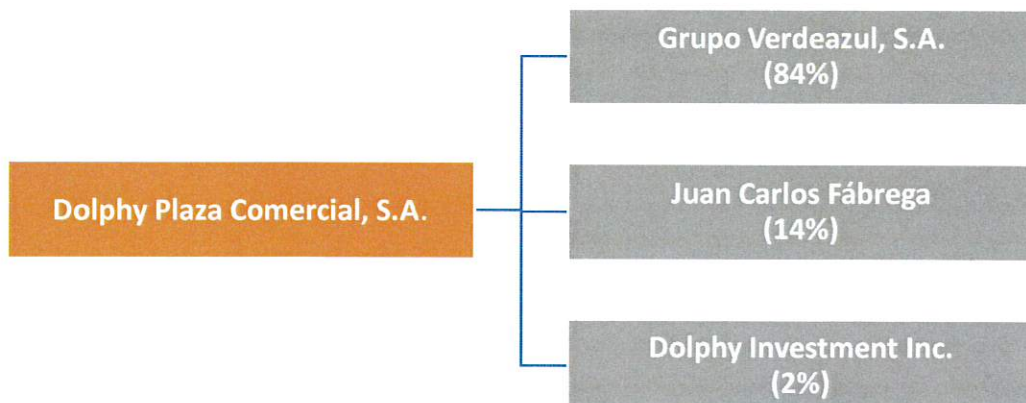 Dolphy Plaza Comercial, S.A.
Grupo Verdeazul, S.A.
(84%)
Juan Carlos Fábrega
(14%)
Dolphy Investment Inc.
(2%)